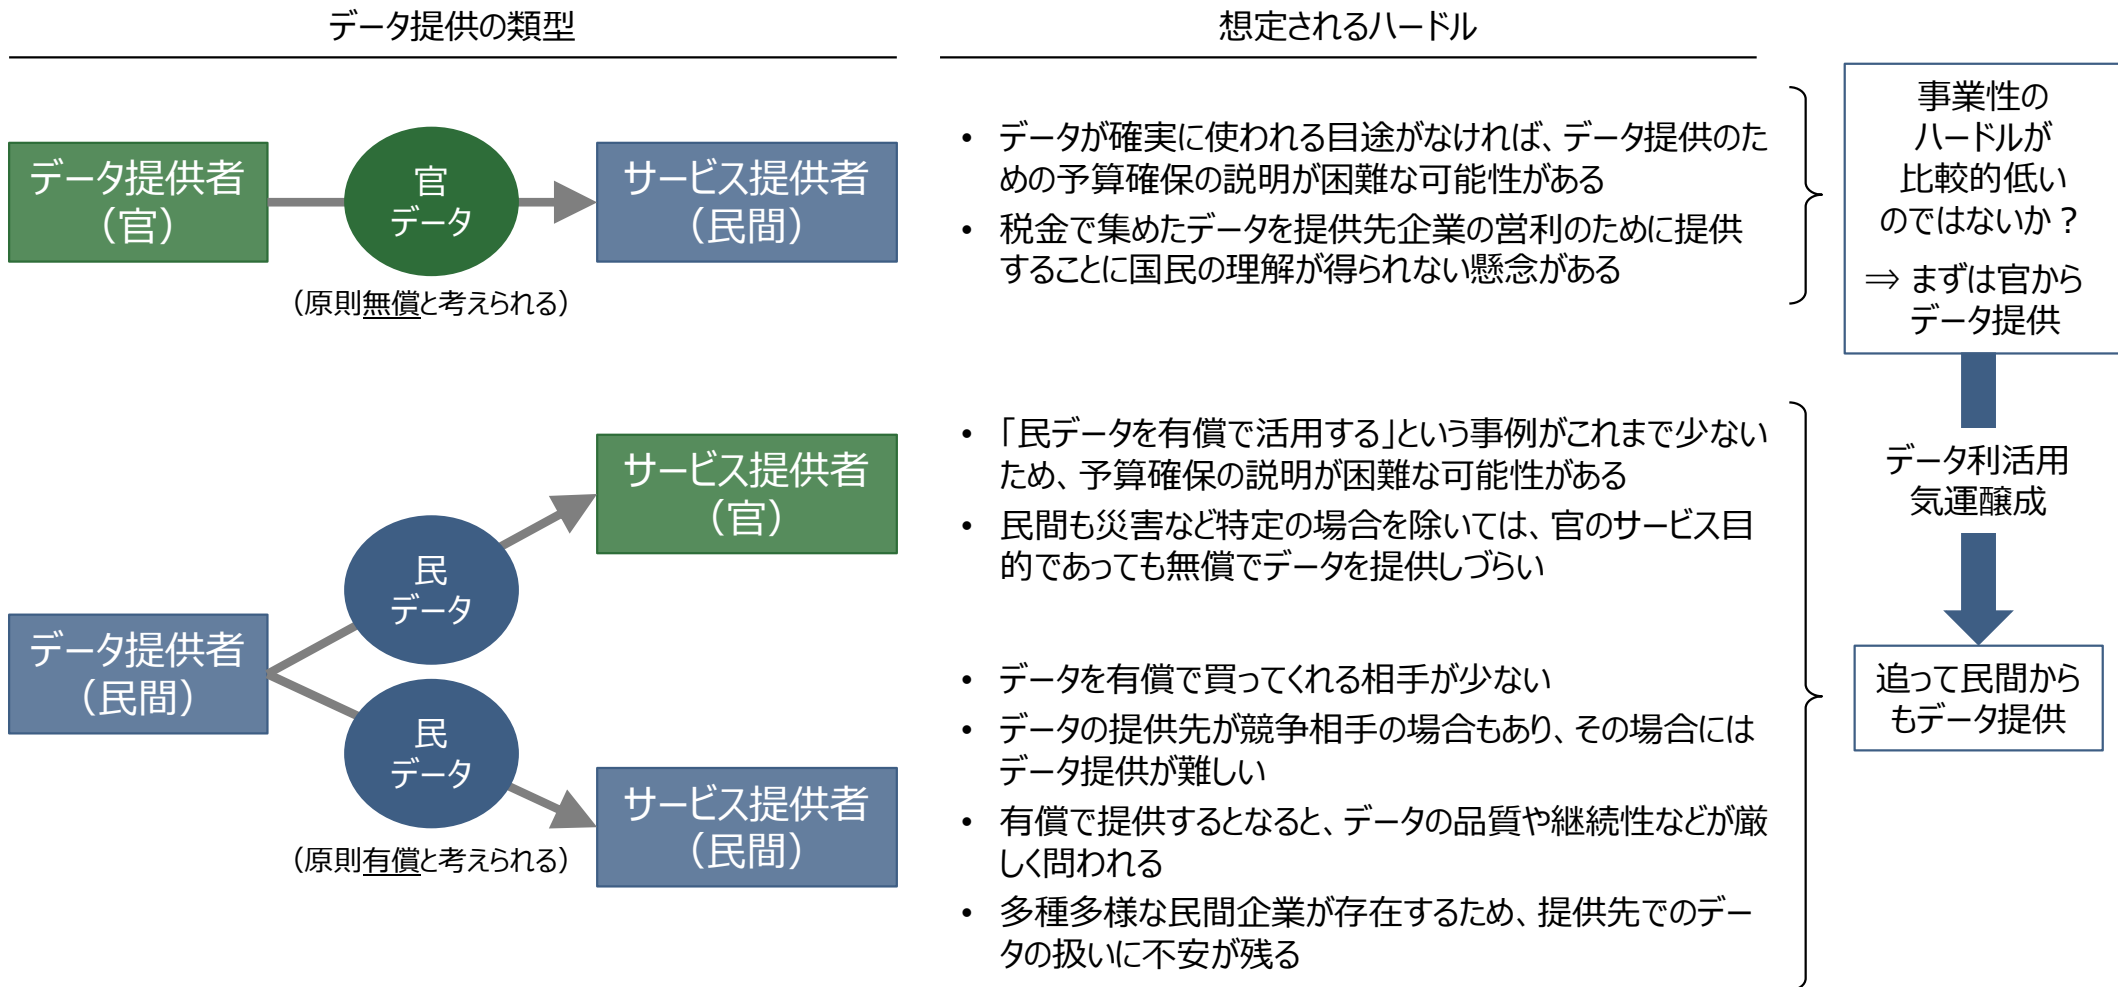 データ提供の類型
想定されるハードル
データ提供者
（官）
官
データ
サービス提供者
（民間）
（原則無償と考えられる）
• データが確実に使われる目途がなければ、データ提供のた
めの予算確保の説明が困難な可能性がある
• 税金で集めたデータを提供先企業の営利のために提供
することに国民の理解が得られない懸念がある
事業性の
ハードルが
比較的低い
のではないか？
⇒ まずは官から
データ提供
データ提供者
（民間）
民
データ
サービス提供者
（官）
民
データ
サービス提供者
（民間）
（原則有償と考えられる）
• 「民データを有償で活用する」という事例がこれまで少ない
ため、予算確保の説明が困難な可能性がある
• 民間も災害など特定の場合を除いては、官のサービス目
的であっても無償でデータを提供しづらい
• データを有償で買ってくれる相手が少ない
• データの提供先が競争相手の場合もあり、その場合には
データ提供が難しい
• 有償で提供するとなると、データの品質や継続性などが厳
しく問われる
• 多種多様な民間企業が存在するため、提供先でのデー
タの扱いに不安が残る
データ利活用
気運醸成
追って民間から
もデータ提供